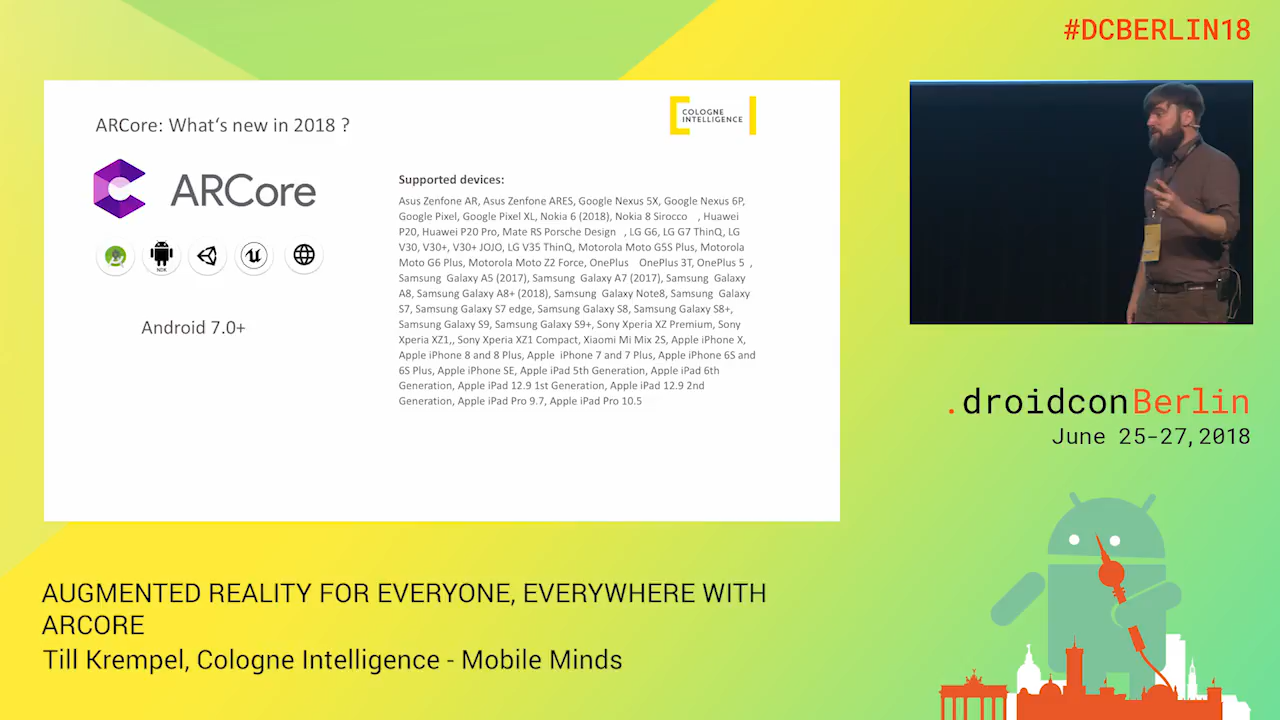 #DCBERLIN18
ARCore: What's new in 2018 ?
COLOGNE
INTELLIGENCE
ARCore
NDK
Android 7.0+
Supported devices:
Asus Zenfone AR, Asus Zenfone ARES, Google Nexus 5X, Google Nexus 6P,
Google Pixel, Google Pixel XL, Nokia 6 (2018), Nokia 8 Sirocco , Huawei
P20, Huawei P20 Pro, Mate RS Porsche Design , LG G6, LG G7 ThinQ, LG
V30, V30+, V30+ JOJO, LG V35 ThinQ, Motorola Moto G5S Plus, Motorola
Moto G6 Plus, Motorola Moto Z2 Force, OnePlus OnePlus 3T, OnePlus 5 ,
Samsung Galaxy A5 (2017), Samsung Galaxy A7 (2017), Samsung Galaxy
A8, Samsung Galaxy A8+ (2018), Samsung Galaxy Note8, Samsung Galaxy
S7, Samsung Galaxy S7 edge, Samsung Galaxy S8, Samsung Galaxy S8+,
Samsung Galaxy S9, Samsung Galaxy S9+, Sony Xperia XZ Premium, Sony
Xperia XZ1,, Sony Xperia XZ1 Compact, Xiaomi Mi Mix 2S, Apple iPhone X,
Apple iPhone 8 and 8 Plus, Apple iPhone 7 and 7 Plus, Apple iPhone 6S and
6S Plus, Apple iPhone SE, Apple iPad 5th Generation, Apple iPad 6th
Generation, Apple iPad 12.9 1st Generation, Apple iPad 12.9 2nd
Generation, Apple iPad Pro 9.7, Apple iPad Pro 10.5
.droidconBerlin
June 25-27,2018
AUGMENTED REALITY FOR EVERYONE, EVERYWHERE WITH
ARCORE
Till Krempel, Cologne Intelligence - Mobile Minds